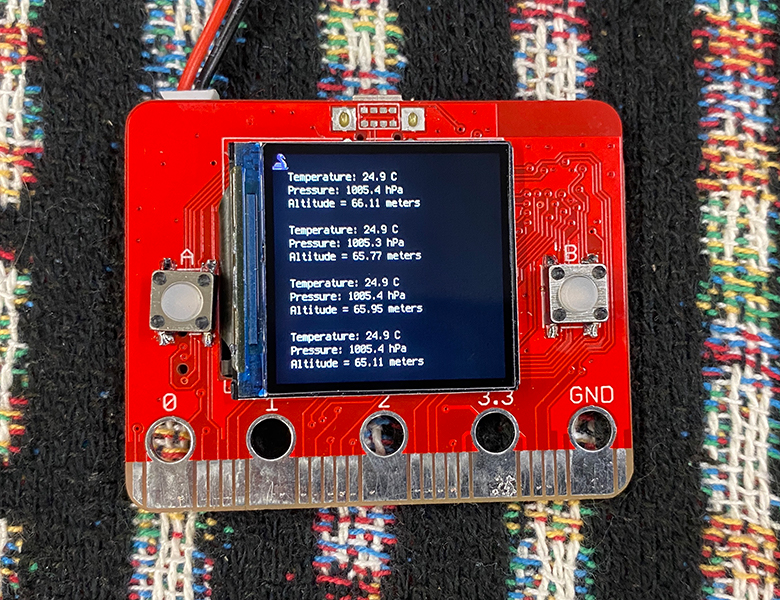 Temperature: 24.9 C
Pressure: 1005.4 hPa
Altitude = 66.11 meters
Temperature: 24.9 C
Pressure: 1005.3 hPa
Altitude = 65.77 meters
Temperature: 24.9 C
Pressure: 1005.4 hPa
Altitude = 65.95 meters
Temperature: 24.9 C
Pressure: 1005.4 hPa
Altitude = 65.11 meters
A
B
0 1 2 3.3 GND